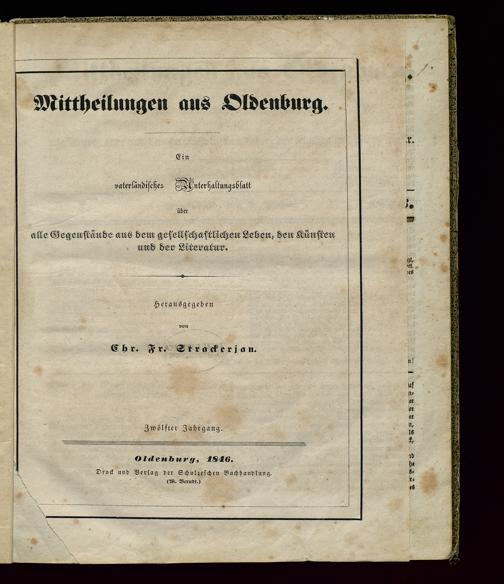 Mittheilungen aus Oldenburg.
Ein
vaterländisches Unterhaltungsblatt
über
alle Gegenstände aus dem gesellschaftlichen Leben, den Künsten
und der Literatur.
Herausgegeben
von
Chr. Fr. Strackerjan.
Zwölfter Jahrgang.
Oldenburg, 1846.
Druck und Verlag der Schulzeschen Buchhandlung.
(W. Berndt.)